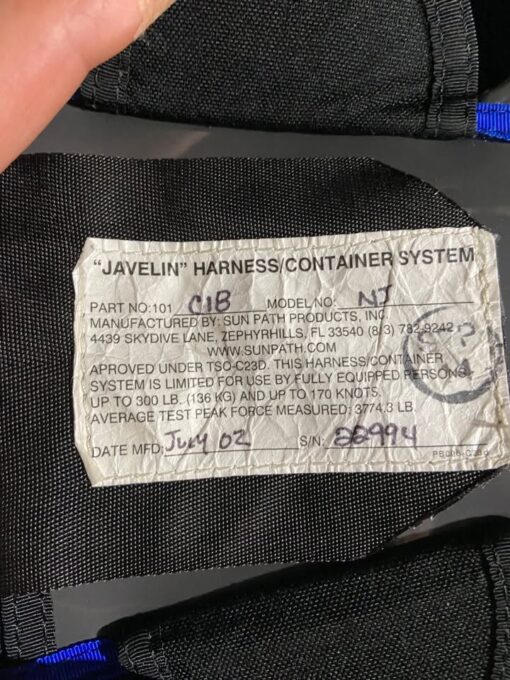 "JAVELIN" HARNESS/CONTAINER SYSTEM
PART NO:101 C1B MODEL NO: NJ
MANUFACTURED BY: SUN PATH PRODUCTS, INC.
4439 SKYDIVE LANE, ZEPHYRHILLS, FL 33540 (813) 782-9242
WWW.SUNPATH.COM
APROVED UNDER TSO-C23D. THIS HARNESS/CONTAINER
SYSTEM IS LIMITED FOR USE BY FULLY EQUIPPED PERSONS
UP TO 300 LB. (136 KG) AND UP TO 170 KNOTS.
AVERAGE TEST PEAK FORCE MEASURED: 3774.3 LB.
DATE MFD: July 02 S/N: 22994